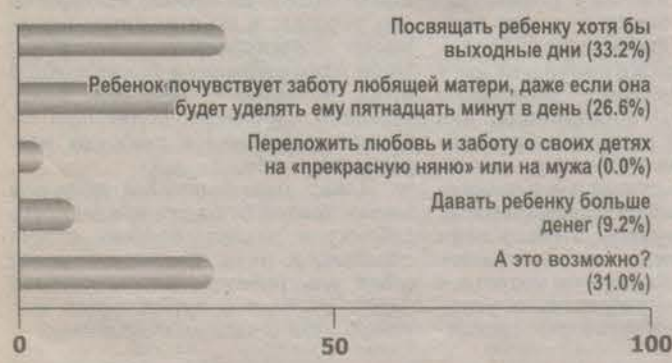 Посвящать ребенку хотя бы
выходные дни (33.2%)
Ребенок почувствует заботу любящей матери, даже если она
будет уделять ему пятнадцать минут в день (26.6%)
Переложить любовь и заботу о своих детях
на «прекрасную няню» или на мужа (0.0%)
Давать ребенку больше
денег (9.2%)
А это возможно?
(31.0%)
0 50 100